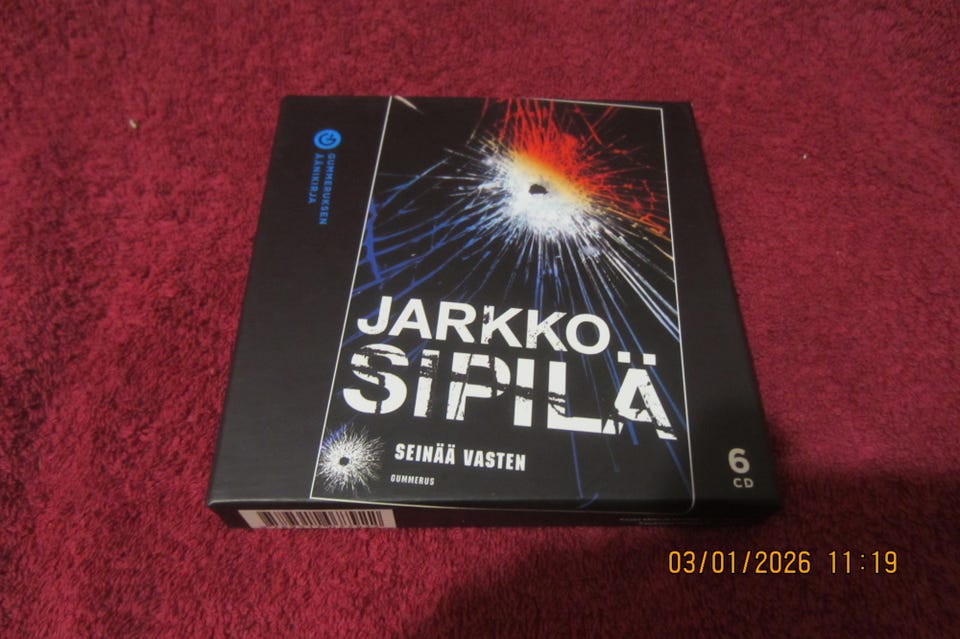 GUMMERUKSEN
ÄÄNIKIRJA
JARKKO
SIPILÄ
SEINÄÄ VASTEN
GUMMERUS
6
CD
03/01/2026 11:19